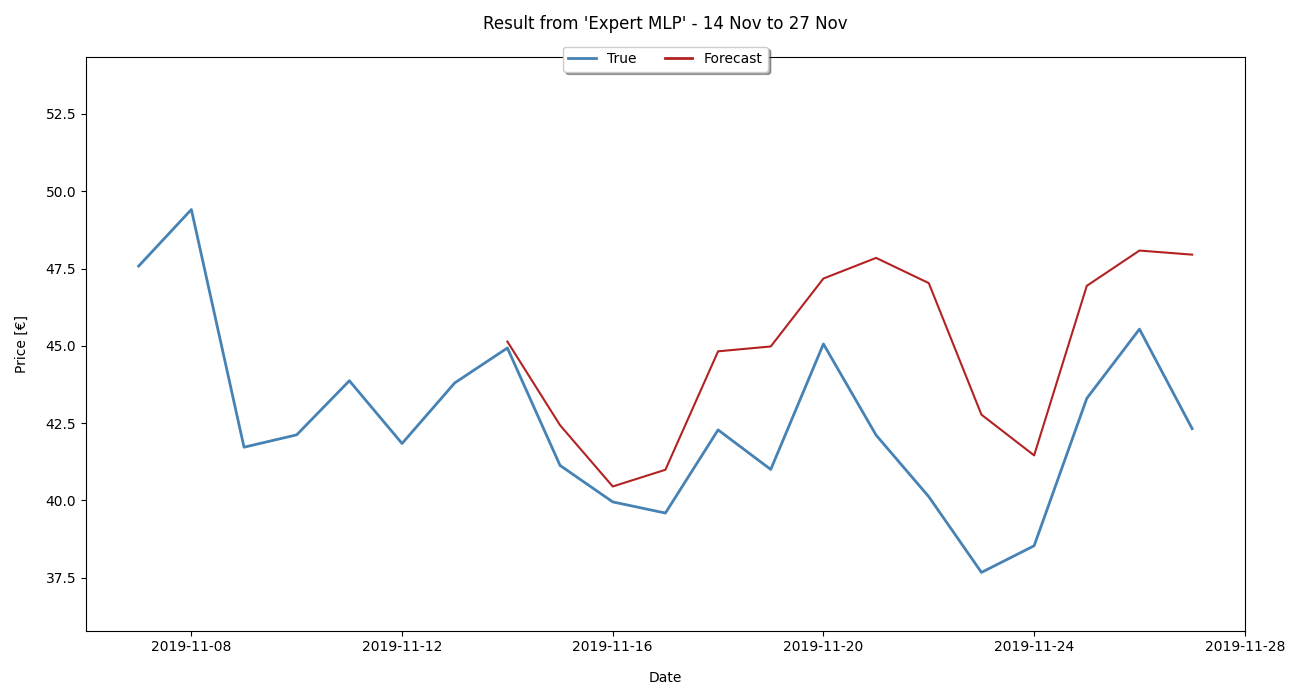 Result from 'Expert MLP' - 14 Nov to 27 Nov
True Forecast
52.5
50.0
47.5
45.0
42.5
40.0
37.5
Price [€]
2019-11-08 2019-11-12 2019-11-16 2019-11-20 2019-11-24 2019-11-28
Date